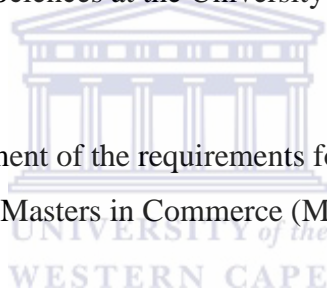 Sciences at the University
ment of the requirements fo
Masters in Commerce (M
UNIVERSITY of the
WESTERN CAPE